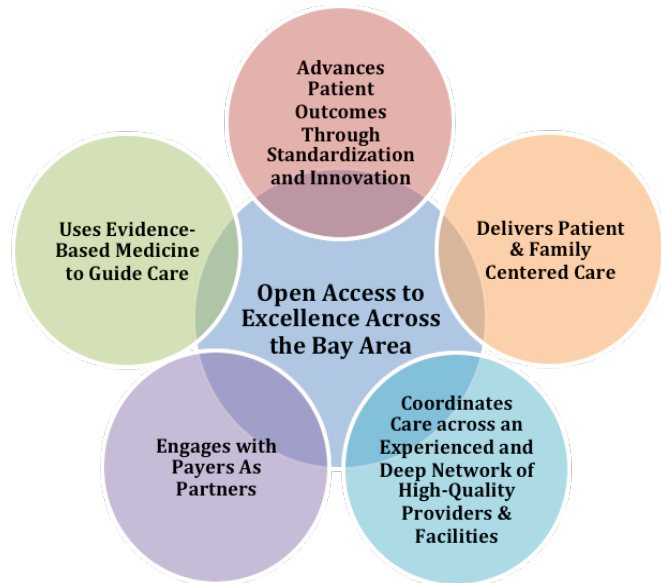 Advances
Patient
Outcomes
Through
Standardization
and Innovation
Uses Evidence-
Based Medicine
to Guide Care
Delivers Patient
& Family
Centered Care
Open Access to
Excellence Across
the Bay Area
Engages with
Payers As
Partners
Coordinates
Care across an
Experienced and
Deep Network of
High-Quality
Providers &
Facilities